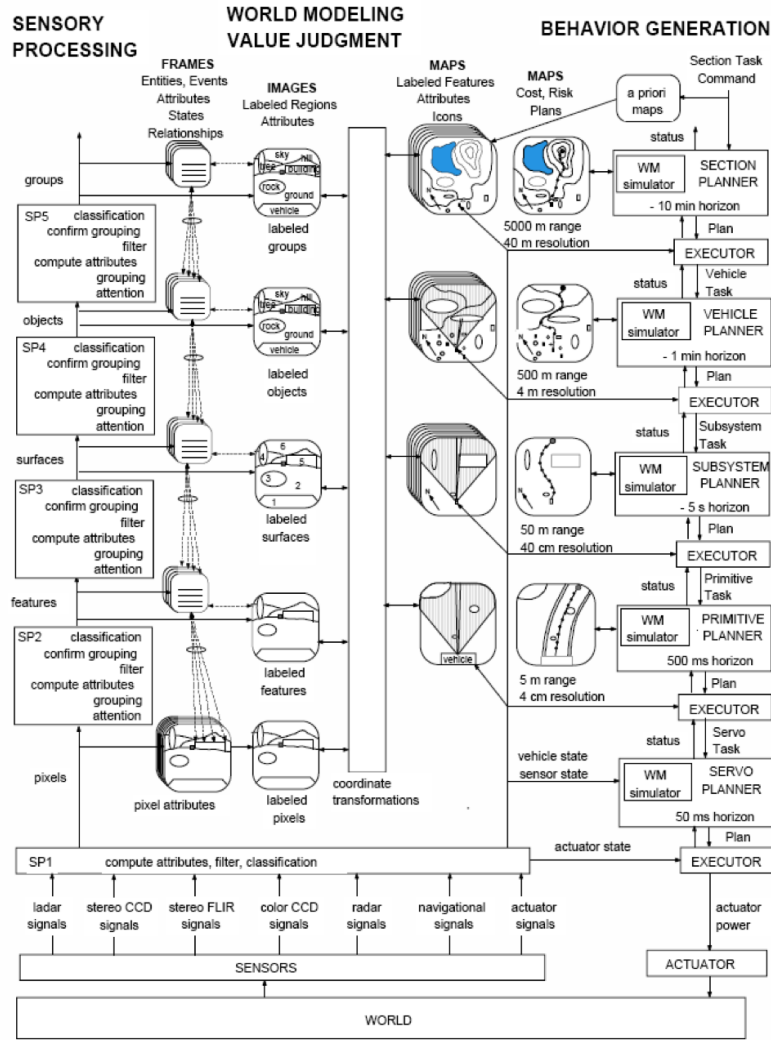 SENSORY
PROCESSING
WORLD MODELING
VALUE JUDGMENT
BEHAVIOR GENERATION
FRAMES
Entities, Events
Attributes
States
Relationships
IMAGES
Labeled Regions
Attributes
MAPS
Labeled Features
Attributes
Icons
MAPS
Cost, Risk
Plans
a priori
maps
Section Task
Command
status
groups
sky
hill
tree
building
rock
ground
vehicle
labeled
groups
N
N
5000 m range
40 m resolution
WM
simulator
SECTION
PLANNER
- 10 min horizon
Plan
EXECUTOR
SP5 classification
confirm grouping
filter
compute attributes
grouping
attention
status
Vehicle
Task
objects
sky
hill
tree
building
rock
ground
vehicle
labeled
objects
N
N
500 m range
4 m resolution
WM
simulator
VEHICLE
PLANNER
- 1 min horizon
Plan
EXECUTOR
SP4 classification
confirm grouping
filter
compute attributes
grouping
attention
status
Subsystem
Task
surfaces
6
4
5
3
2
1
labeled
surfaces
N
50 m range
40 cm resolution
WM
simulator
SUBSYSTEM
PLANNER
- 5 s horizon
Plan
EXECUTOR
SP3 classification
confirm grouping
filter
compute attributes
grouping
attention
status
Primitive
Task
features
labeled
features
vehicle
5 m range
4 cm resolution
WM
simulator
PRIMITIVE
PLANNER
500 ms horizon
Plan
EXECUTOR
SP2 classification
confirm grouping
filter
compute attributes
grouping
attention
status
Servo
Task
pixels
pixel attributes
labeled
pixels
coordinate
transformations
vehicle state
sensor state
WM
simulator
SERVO
PLANNER
50 ms horizon
Plan
actuator state
EXECUTOR
SP1 compute attributes, filter, classification
ladar
signals
stereo CCD
signals
stereo FLIR
signals
color CCD
signals
radar
signals
navigational
signals
actuator
signals
actuator
power
SENSORS
ACTUATOR
WORLD